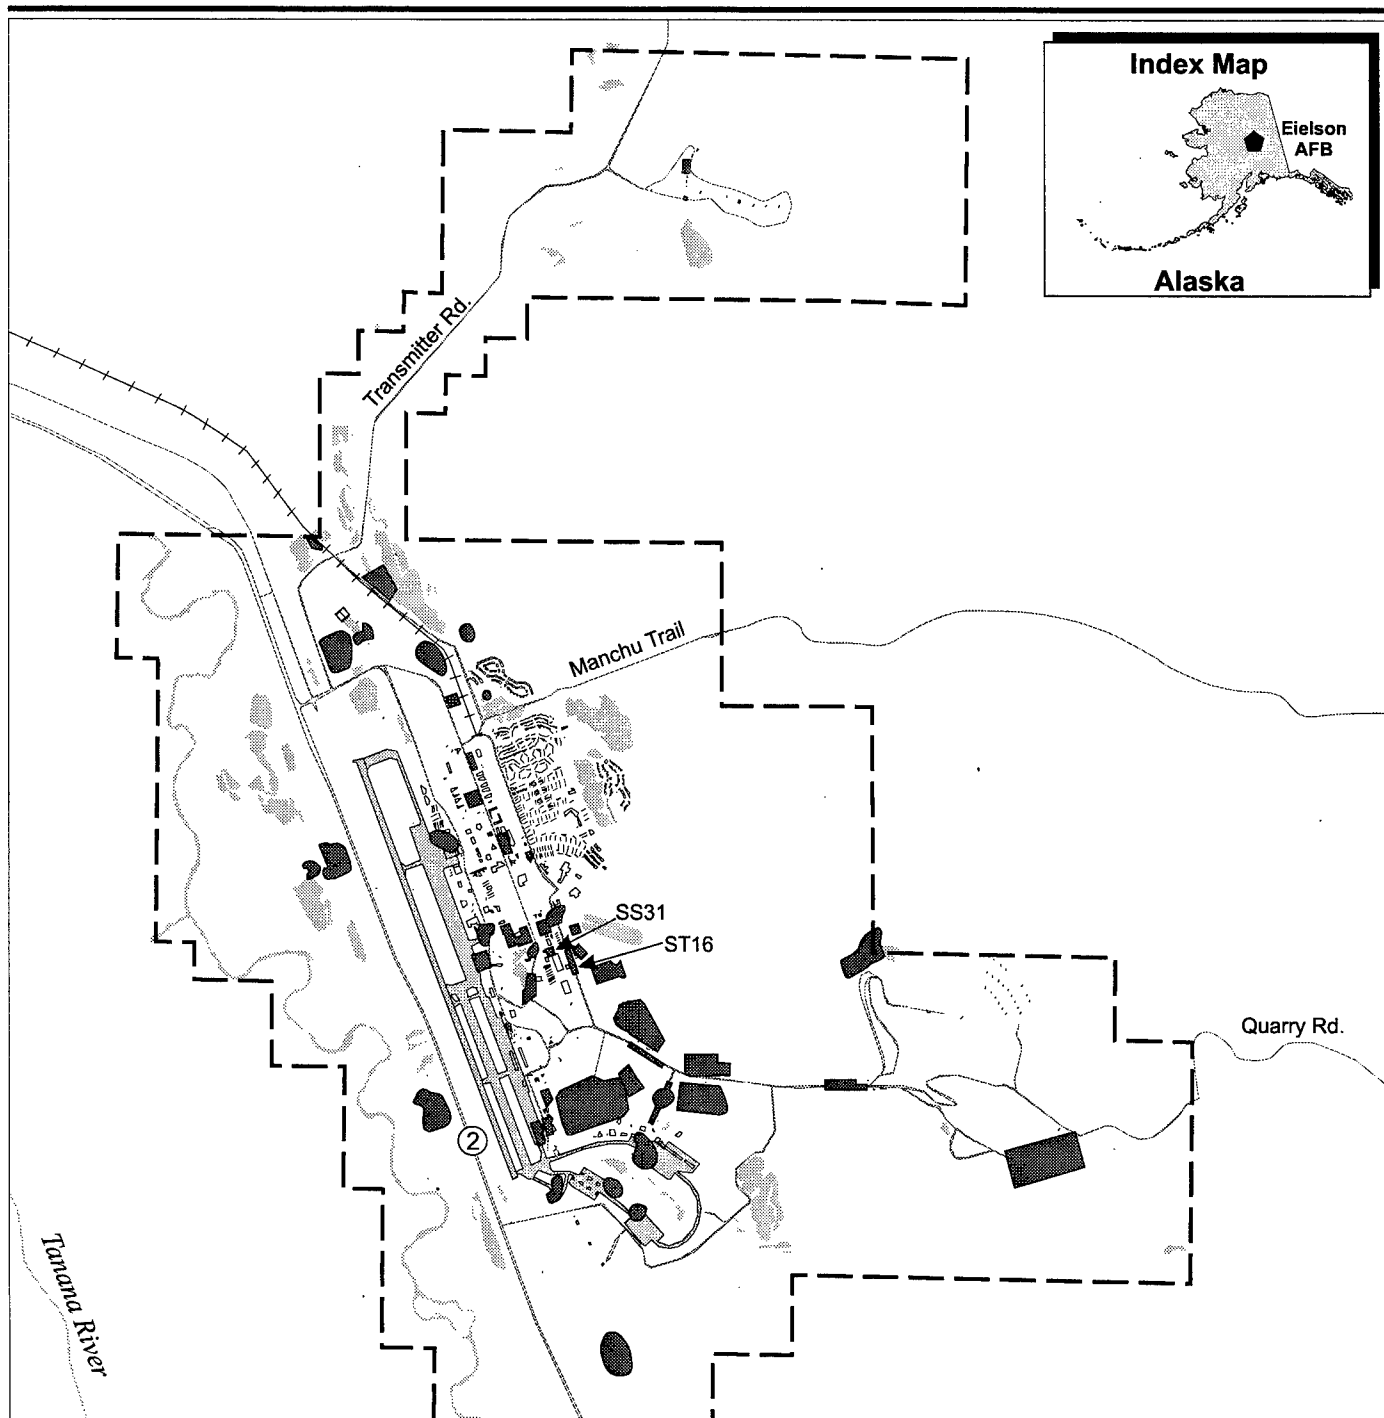 Index Map
Eielson
AFB
Alaska
Transmitter Rd.
Manchu Trail
SS31
ST16
Quarry Rd.
2
Tanana River